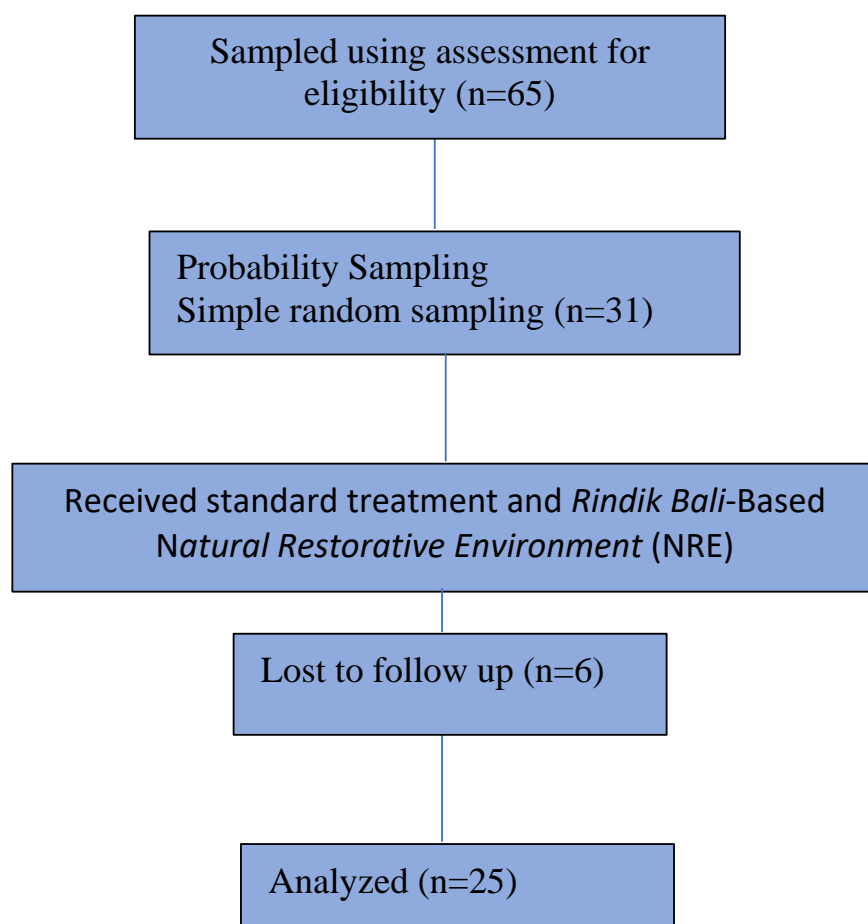 Sampled using assessment for
eligibility (n=65)
Probability Sampling
Simple random sampling (n=31)
Received standard treatment and Rindik Bali-Based
Natural Restorative Environment (NRE)
Lost to follow up (n=6)
Analyzed (n=25)